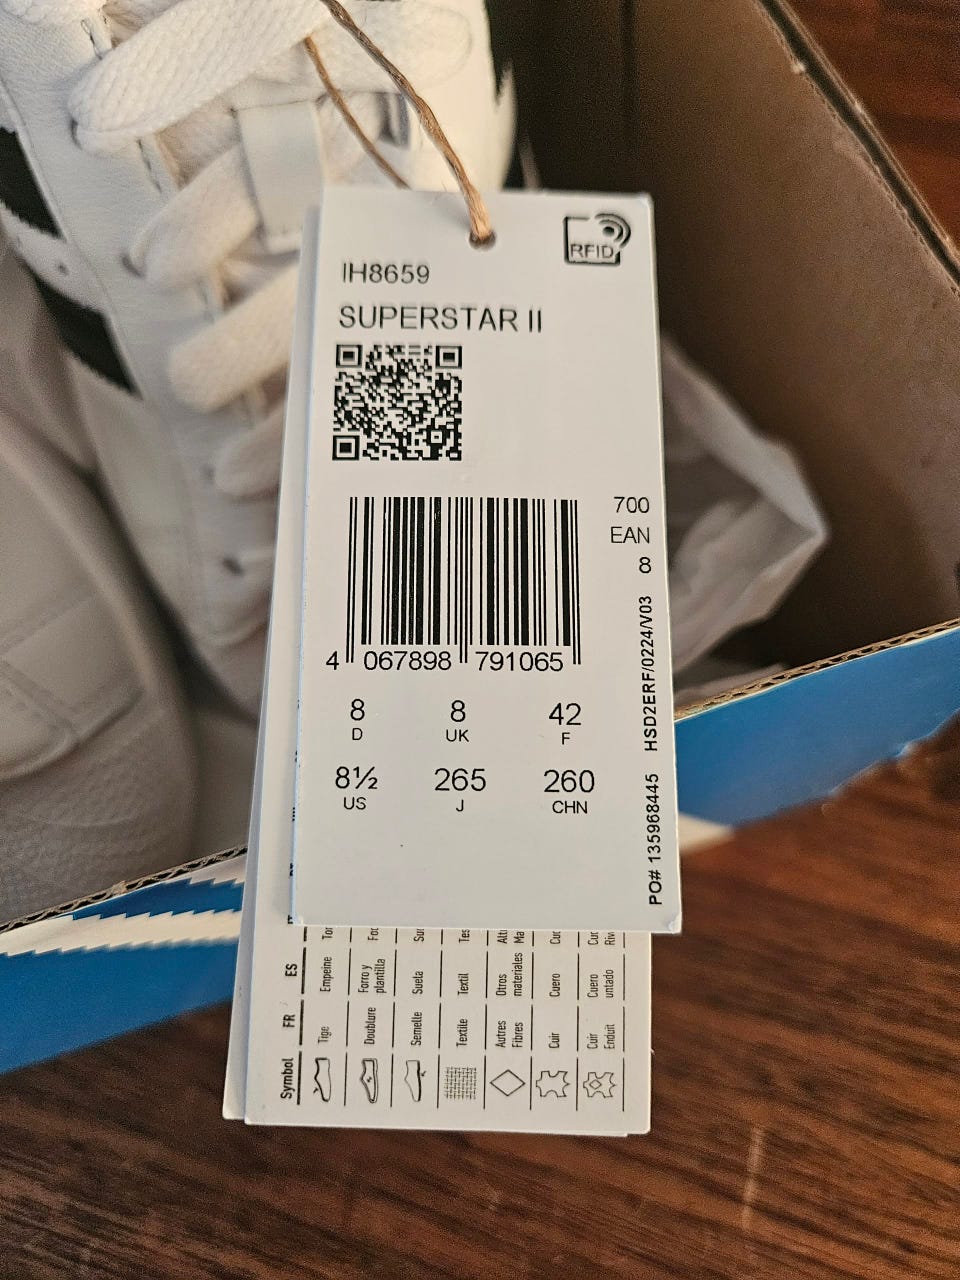 RFID
IH8659
SUPERSTAR II
700
EAN
8
4 067898 791065
8 8 42
D UK F
8½ 265 260
US J CHN
PO# 135968445 HSD2ERF/0224/V03
Symbol FR ES
Tige Empeine
Doublure Forro y plantilla
Semelle Suela
Textile Textil
Autres Fibres Otros materiales
Cuir Cuero
Cuir Enduit Cuero untado